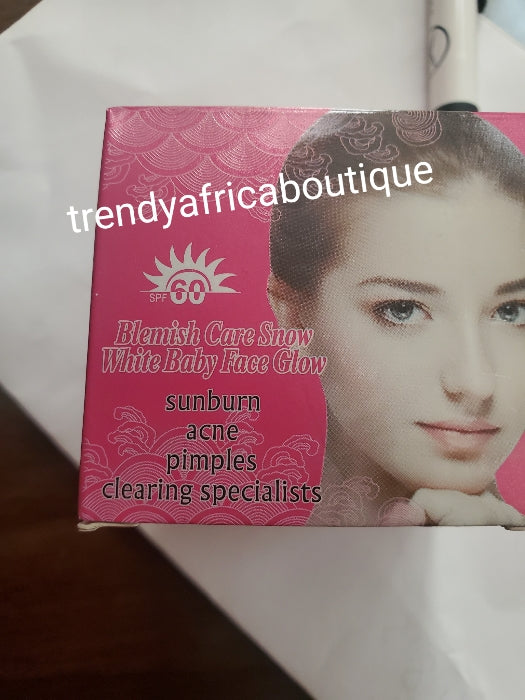 trendyafricaboutique
SPF 60
Blemish Care Snow
White Baby Face Glow
sunburn
acne
pimples
clearing specialists